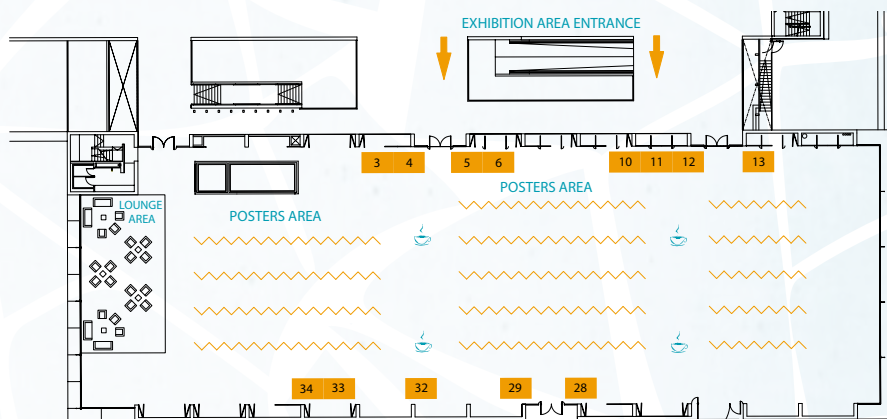 EXHIBITION AREA ENTRANCE
3 4 5 6 10 11 12 13
POSTERS AREA
LOUNGE
AREA
POSTERS AREA
34 33 32 29 28